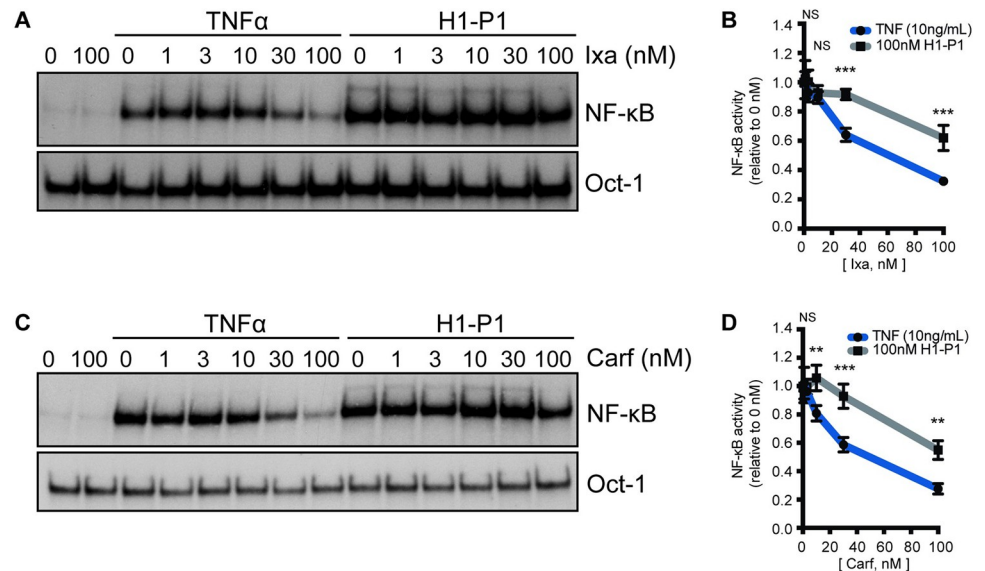 A
TNFα H1-P1
0 100 0 1 3 10 30 100 0 1 3 10 30 100 Ixa (nM)
NF-κB
Oct-1
B
NS
NS
***
***
TNF (10ng/mL)
100nM H1-P1
NF-κB activity
(relative to 0 nM)
1.4
1.2
1.0
0.8
0.6
0.4
0.2
0.0
0 20 40 60 80 100
[ Ixa, nM ]
C
TNFα H1-P1
0 100 0 1 3 10 30 100 0 1 3 10 30 100 Carf (nM)
NF-κB
Oct-1
D
NS
**
***
**
TNF (10ng/mL)
100nM H1-P1
NF-κB activity
(relative to 0 nM)
1.4
1.2
1.0
0.8
0.6
0.4
0.2
0.0
0 20 40 60 80 100
[ Carf, nM ]